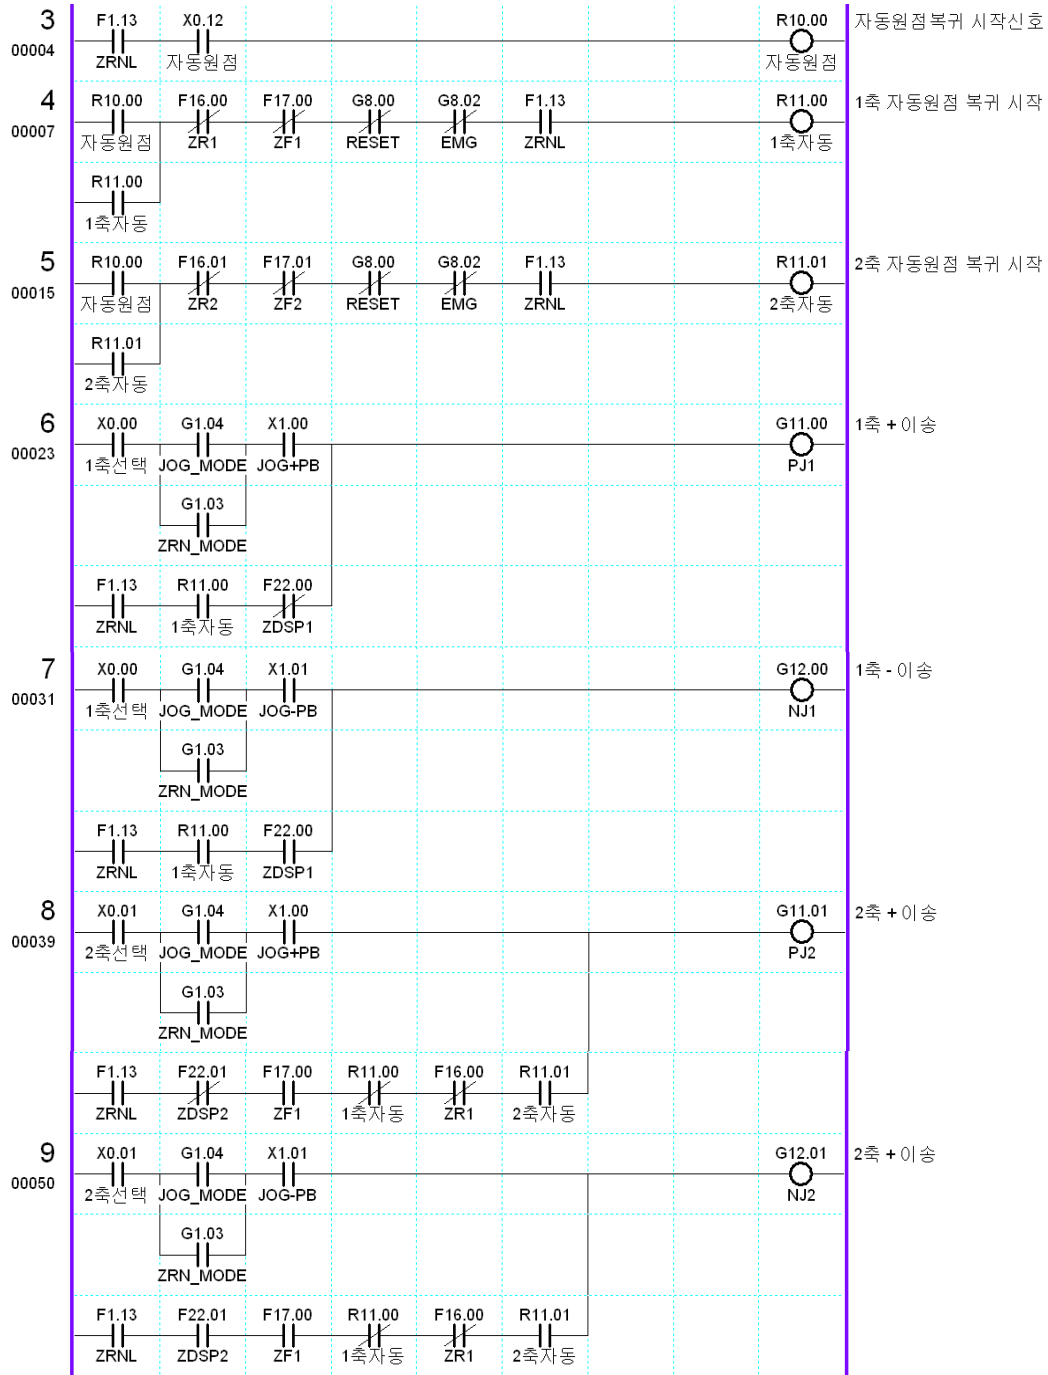 3 F1.13 X0.12 R10.00 자동원점복귀 시작신호
00004 ZRNL 자동원점 자동원점
4 R10.00 F16.00 F17.00 G8.00 G8.02 F1.13 R11.00 1축 자동원점 복귀 시작
00007 자동원점 ZR1 ZF1 RESET EMG ZRNL 1축자동
R11.00
1축자동
5 R10.00 F16.01 F17.01 G8.00 G8.02 F1.13 R11.01 2축 자동원점 복귀 시작
00015 자동원점 ZR2 ZF2 RESET EMG ZRNL 2축자동
R11.01
2축자동
6 X0.00 G1.04 X1.00 G11.00 1축 + 이송
00023 1축선택 JOG_MODE JOG+PB PJ1
G1.03
ZRN_MODE
F1.13 R11.00 F22.00
ZRNL 1축자동 ZDSP1
7 X0.00 G1.04 X1.01 G12.00 1축 - 이송
00031 1축선택 JOG_MODE JOG-PB NJ1
G1.03
ZRN_MODE
F1.13 R11.00 F22.00
ZRNL 1축자동 ZDSP1
8 X0.01 G1.04 X1.00 G11.01 2축 + 이송
00039 2축선택 JOG_MODE JOG+PB PJ2
G1.03
ZRN_MODE
F1.13 F22.01 F17.00 R11.00 F16.00 R11.01
ZRNL ZDSP2 ZF1 1축자동 ZR1 2축자동
9 X0.01 G1.04 X1.01 G12.01 2축 + 이송
00050 2축선택 JOG_MODE JOG-PB NJ2
G1.03
ZRN_MODE
F1.13 F22.01 F17.00 R11.00 F16.00 R11.01
ZRNL ZDSP2 ZF1 1축자동 ZR1 2축자동